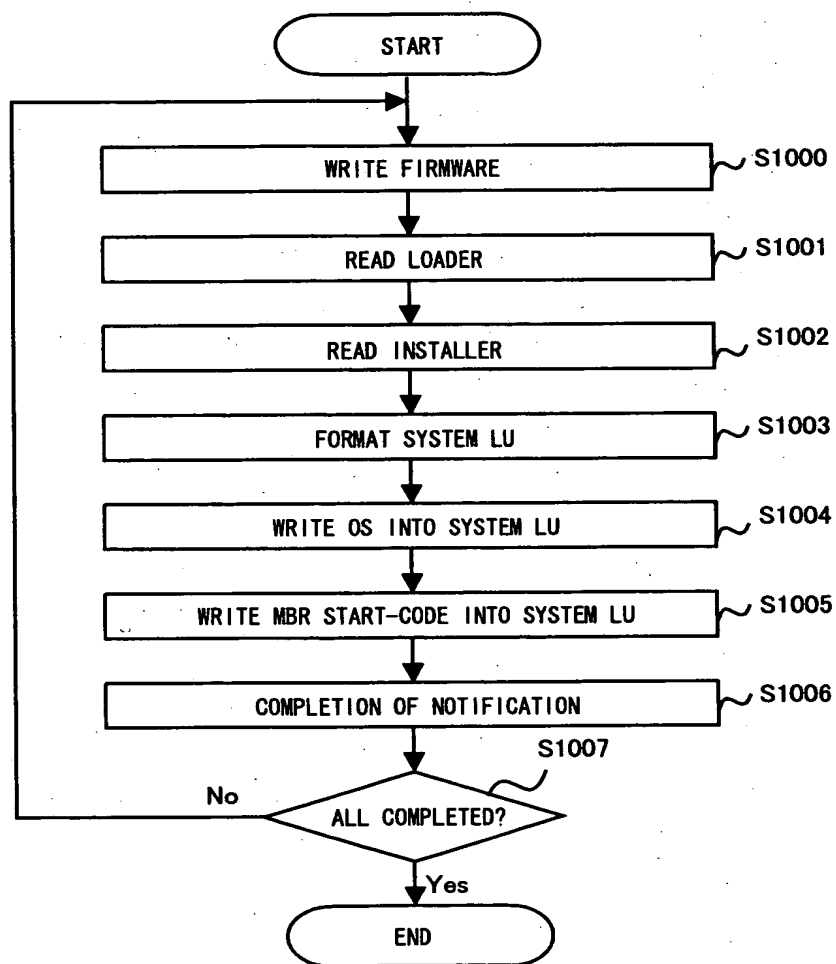 START
WRITE FIRMWARE
S1000
READ LOADER
S1001
READ INSTALLER
S1002
FORMAT SYSTEM LU
S1003
WRITE OS INTO SYSTEM LU
S1004
WRITE MBR START-CODE INTO SYSTEM LU
S1005
COMPLETION OF NOTIFICATION
S1006
S1007
No
ALL COMPLETED?
Yes
END